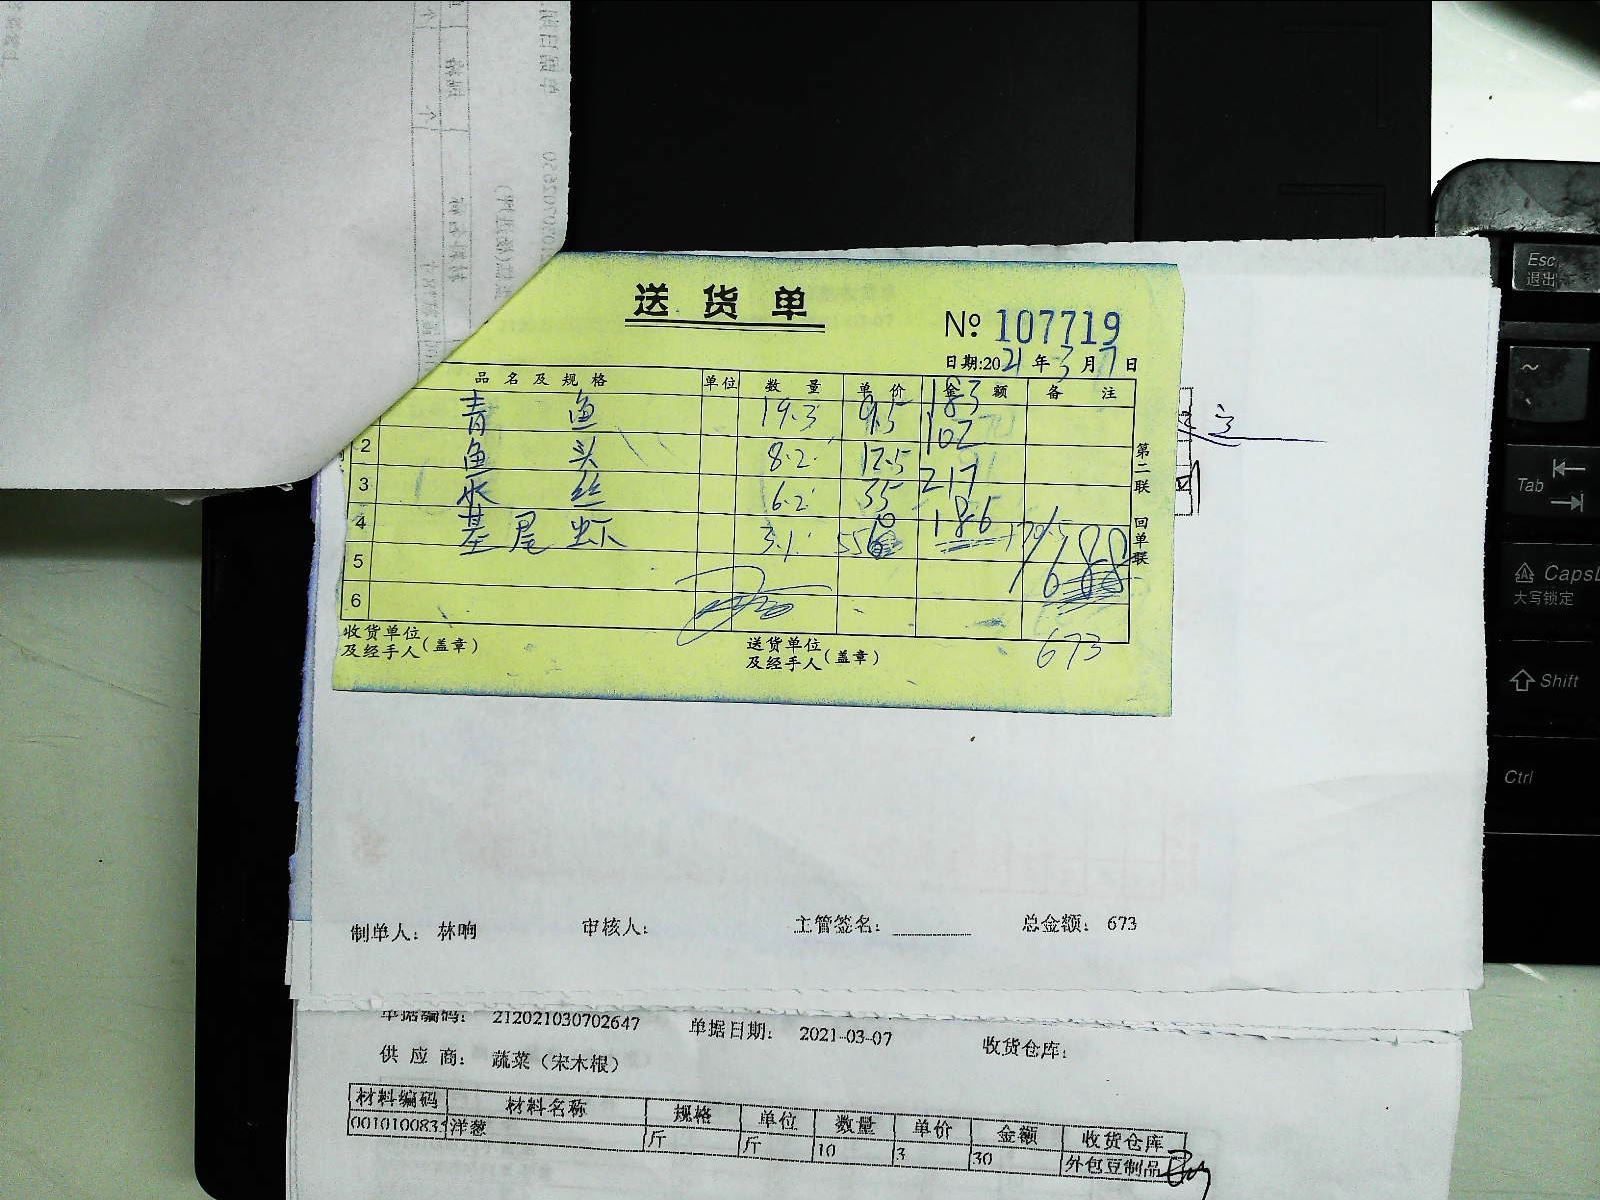 送货单
№ 107719
日期:2021年3月7日
品名及规格 单位 数量 单价 金额 备注
青鱼 19.3 9.5 183
2 鱼头 8.2 12.5 102
3 水丝 6.2 35 217
4 基尾虾 3.1 186
5 688
6
673
收货单位及经手人(盖章)
送货单位及经手人(盖章)
第二联 回单联
制单人: 林响 审核人: 主管签名: 总金额: 673
单据编码: 212021030702647 单据日期: 2021-03-07 收货仓库:
供应商: 蔬菜(宋木根)
材料编码 材料名称 规格 单位 数量 单价 金额 收货仓库
洋葱 斤 斤 10 3 30 外包豆制品
Esc
退出
~
Tab
CapsL
大写锁定
Shift
Ctrl